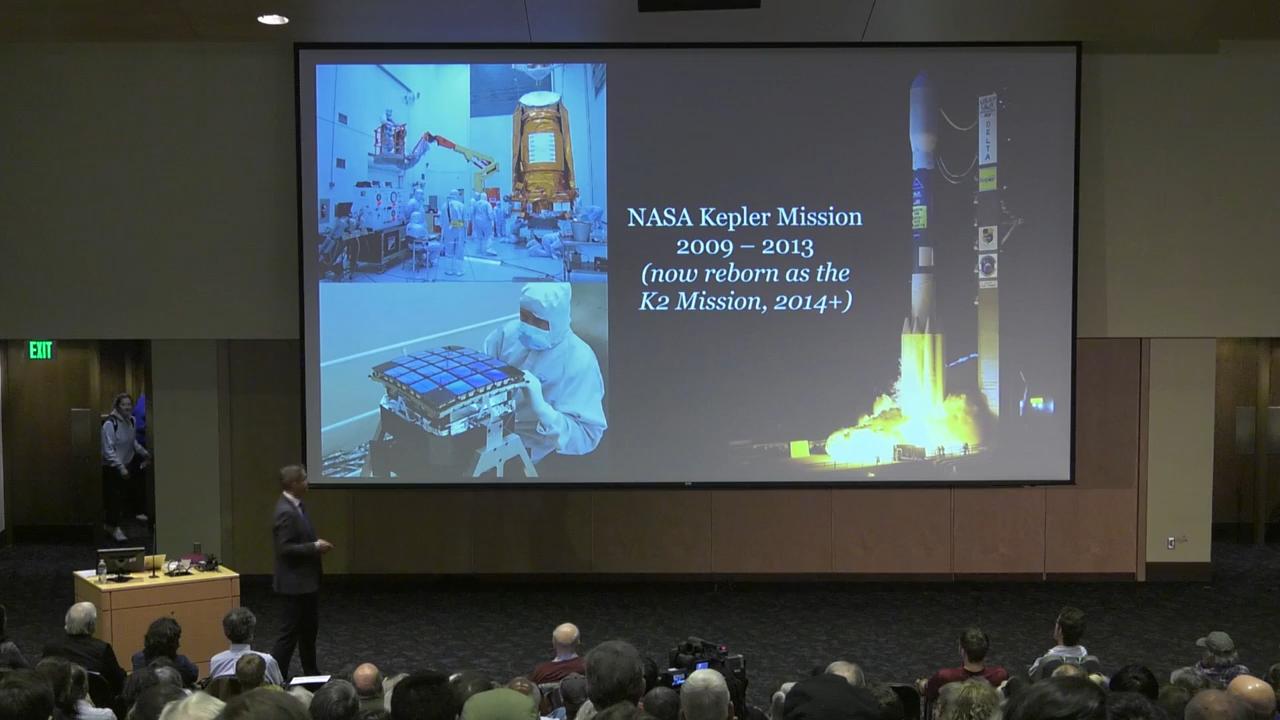 EXIT
NASA Kepler Mission
2009 – 2013
(now reborn as the
K2 Mission, 2014+)
DELTA